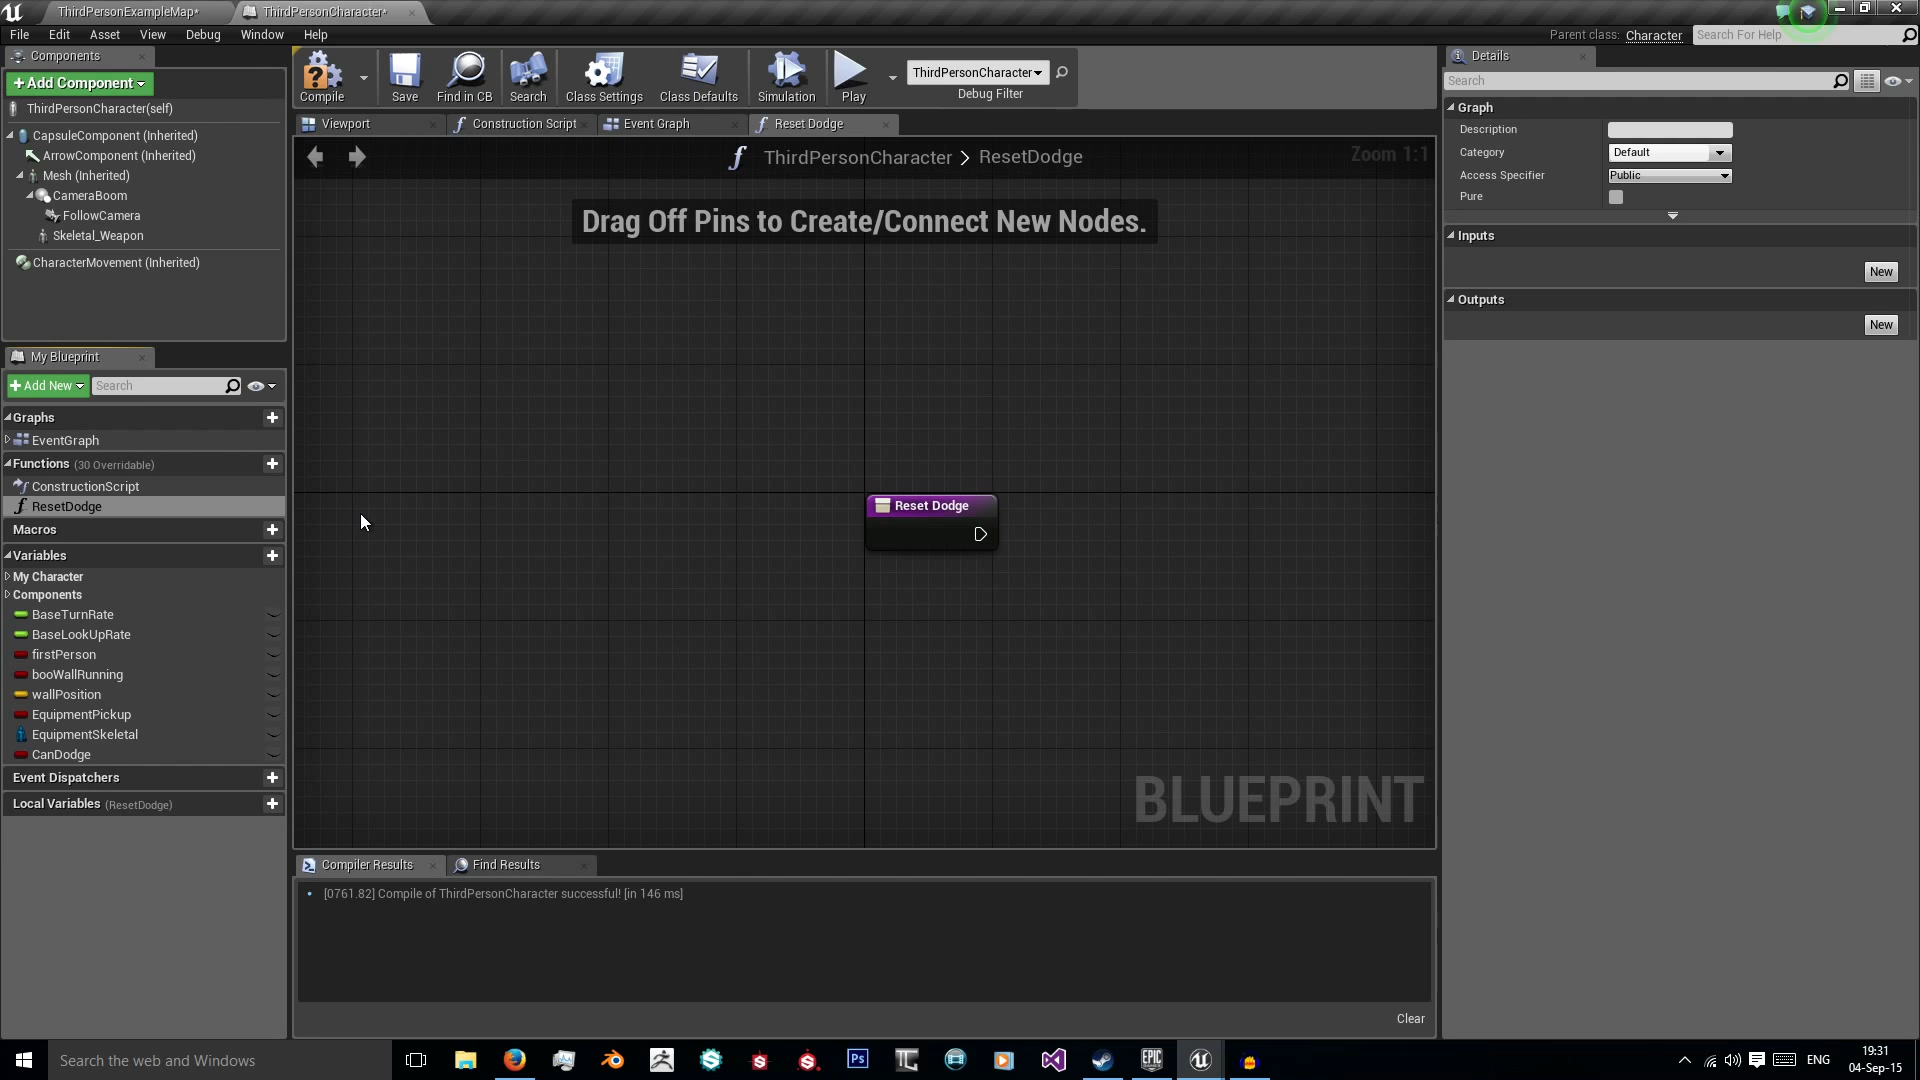 ThirdPersonExampleMap*
ThirdPersonCharacter*
File Edit Asset View Debug Window Help
Parent class: Character
Search For Help
Components
Add Component
ThirdPersonCharacter(self)
CapsuleComponent (Inherited)
ArrowComponent (Inherited)
Mesh (Inherited)
CameraBoom
FollowCamera
Skeletal_Weapon
CharacterMovement (Inherited)
My Blueprint
Add New
Search
Graphs
EventGraph
Functions (30 Overridable)
ConstructionScript
ResetDodge
Macros
Variables
My Character
Components
BaseTurnRate
BaseLookUpRate
firstPerson
booWallRunning
wallPosition
EquipmentPickup
EquipmentSkeletal
CanDodge
Event Dispatchers
Local Variables (ResetDodge)
Compile
Save
Find in CB
Search
Class Settings
Class Defaults
Simulation
Play
ThirdPersonCharacter
Debug Filter
Viewport
Construction Script
Event Graph
Reset Dodge
ThirdPersonCharacter > ResetDodge
Zoom 1:1
Drag Off Pins to Create/Connect New Nodes.
Reset Dodge
BLUEPRINT
Compiler Results
Find Results
[0761.82] Compile of ThirdPersonCharacter successful! [in 146 ms]
Clear
Details
Search
Graph
Description
Category Default
Access Specifier Public
Pure
Inputs
New
Outputs
New
Search the web and Windows
Ps
EPIC
GAMES
ENG
19:31
04-Sep-15